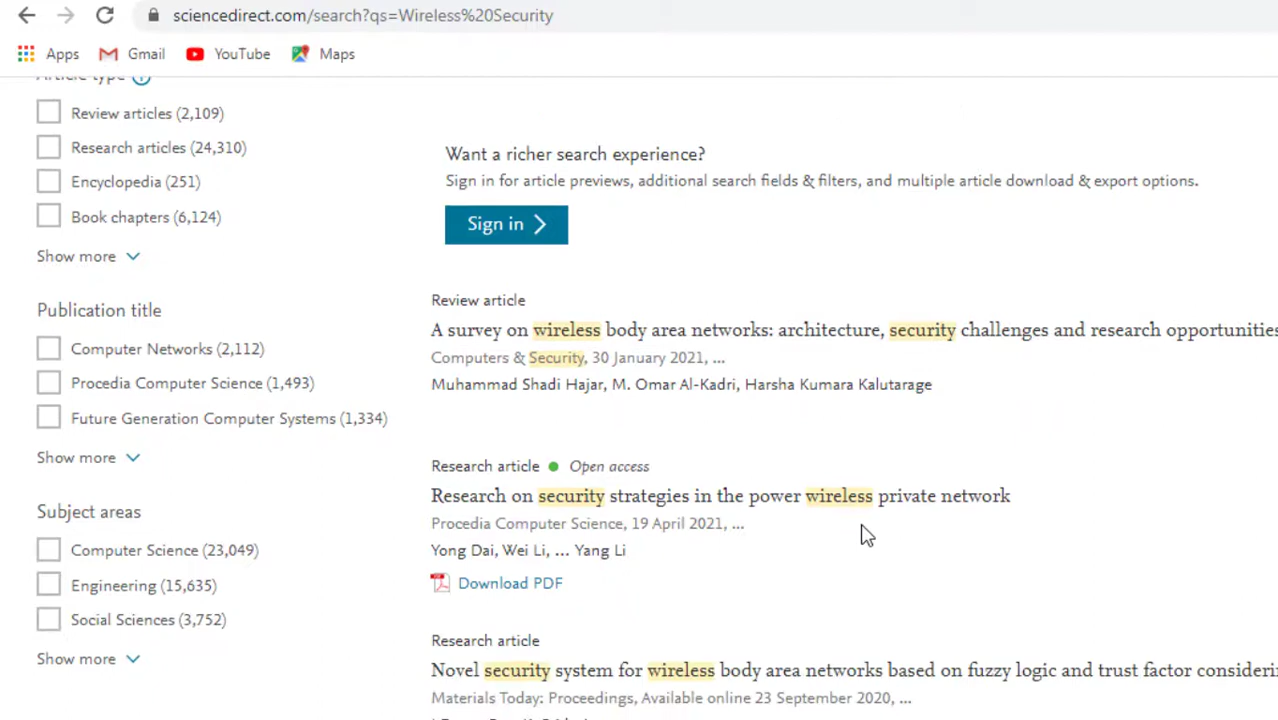 sciencedirect.com/search?qs=Wireless%20Security
Apps Gmail YouTube Maps
Article type
Review articles (2,109)
Research articles (24,310)
Encyclopedia (251)
Book chapters (6,124)
Show more
Publication title
Computer Networks (2,112)
Procedia Computer Science (1,493)
Future Generation Computer Systems (1,334)
Show more
Subject areas
Computer Science (23,049)
Engineering (15,635)
Social Sciences (3,752)
Show more
Want a richer search experience?
Sign in for article previews, additional search fields & filters, and multiple article download & export options.
Sign in
Review article
A survey on wireless body area networks: architecture, security challenges and research opportunities
Computers & Security, 30 January 2021, ...
Muhammad Shadi Hajar, M. Omar Al-Kadri, Harsha Kumara Kalutarage
Research article Open access
Research on security strategies in the power wireless private network
Procedia Computer Science, 19 April 2021, ...
Yong Dai, Wei Li, ... Yang Li
Download PDF
Research article
Novel security system for wireless body area networks based on fuzzy logic and trust factor consideri
Materials Today: Proceedings, Available online 23 September 2020, ...